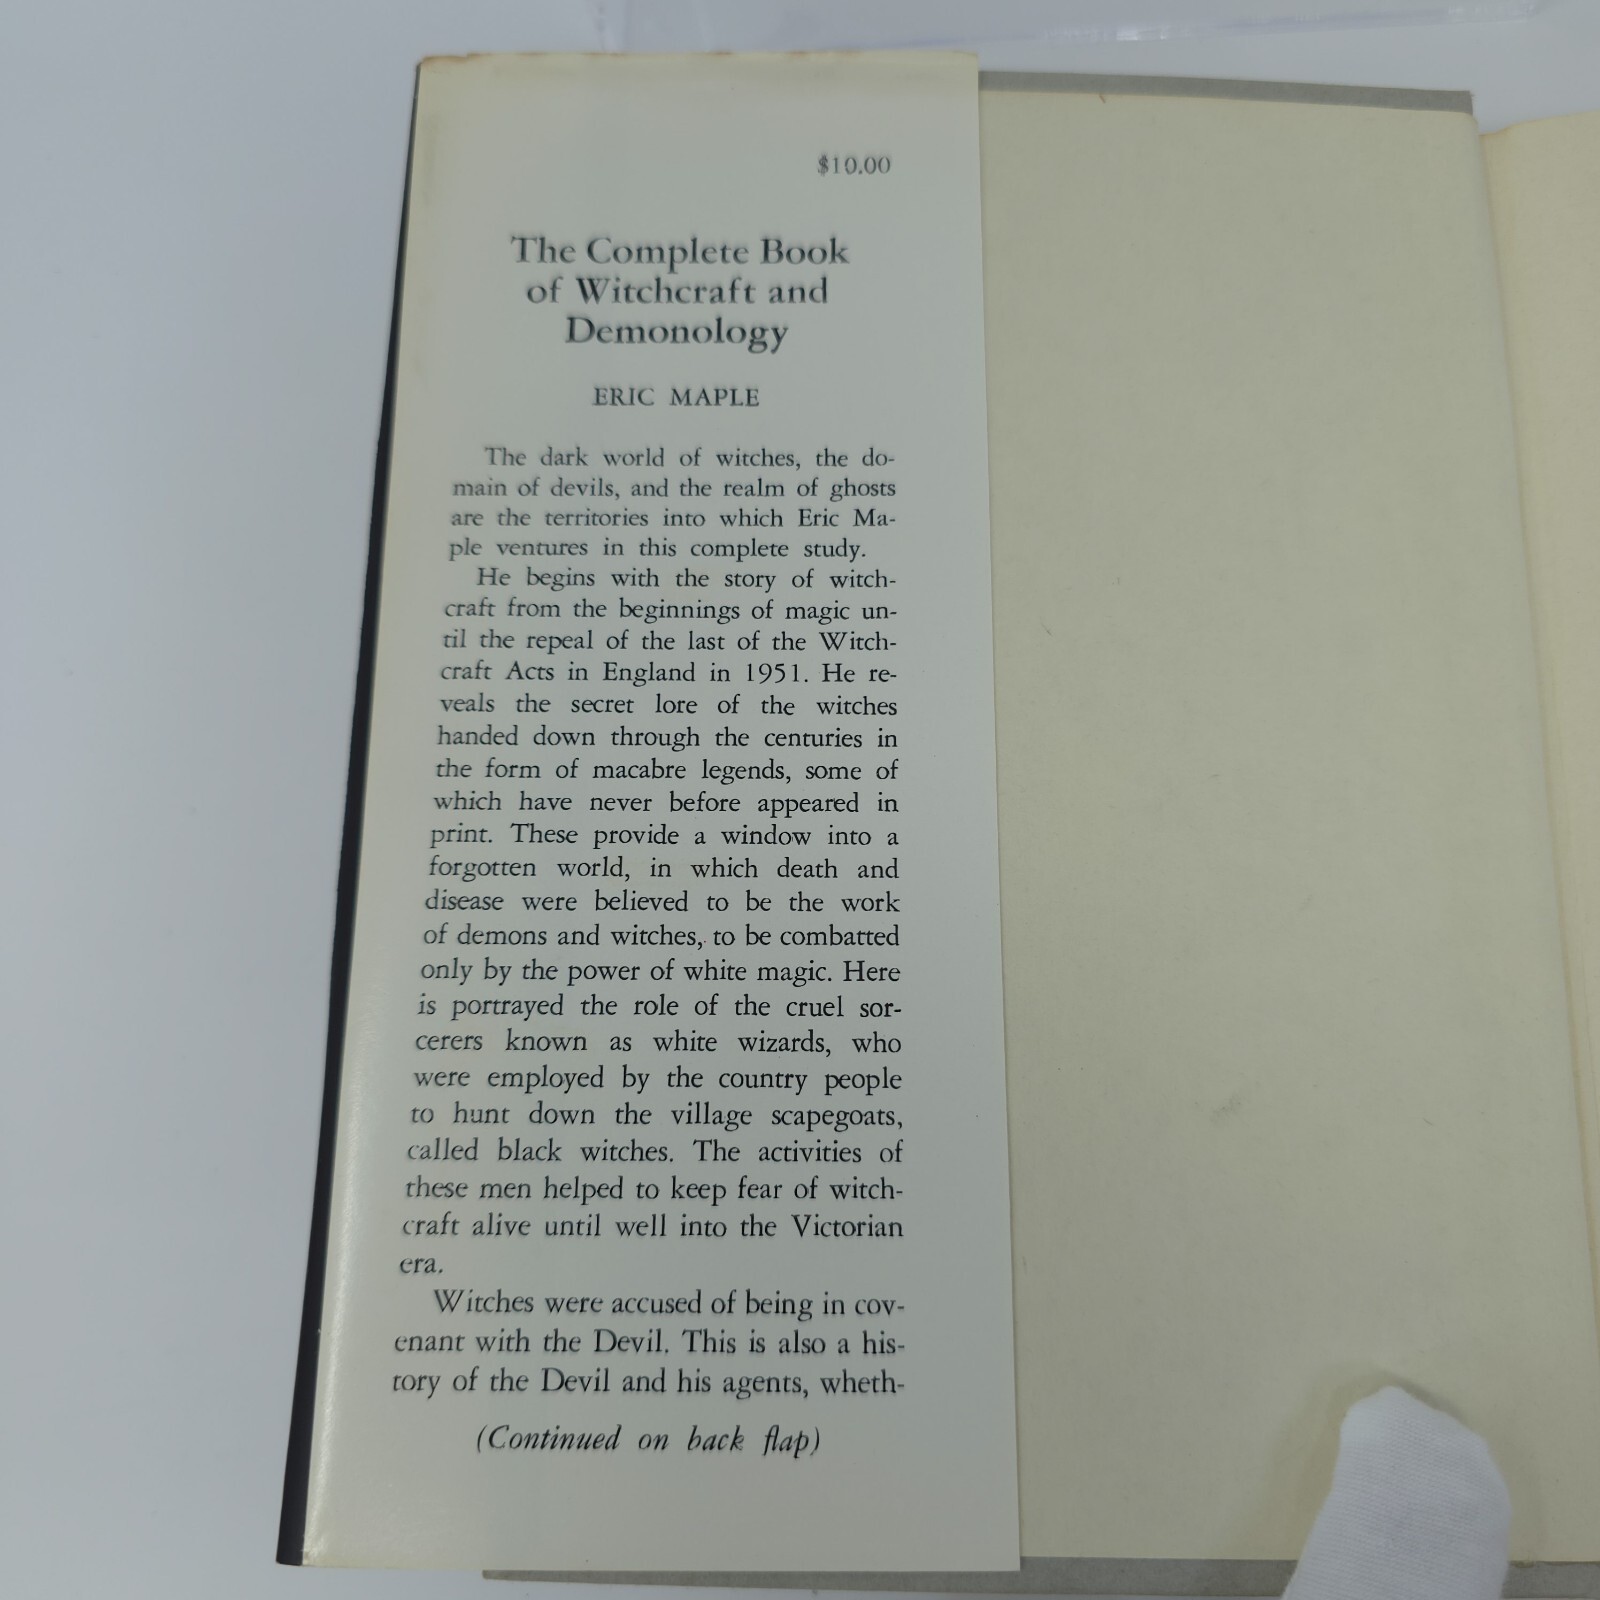 $10.00
The Complete Book
of Witchcraft and
Demonology
ERIC MAPLE
The dark world of witches, the do-
main of devils, and the realm of ghosts
are the territories into which Eric Ma-
ple ventures in this complete study.
He begins with the story of witch-
craft from the beginnings of magic un-
til the repeal of the last of the Witch-
craft Acts in England in 1951. He re-
veals the secret lore of the witches
handed down through the centuries in
the form of macabre legends, some of
which have never before appeared in
print. These provide a window into a
forgotten world, in which death and
disease were believed to be the work
of demons and witches, to be combatted
only by the power of white magic. Here
is portrayed the role of the cruel sor-
cerers known as white wizards, who
were employed by the country people
to hunt down the village scapegoats,
called black witches. The activities of
these men helped to keep fear of witch-
craft alive until well into the Victorian
era.
Witches were accused of being in cov-
enant with the Devil. This is also a his-
tory of the Devil and his agents, wheth-
(Continued on back flap)